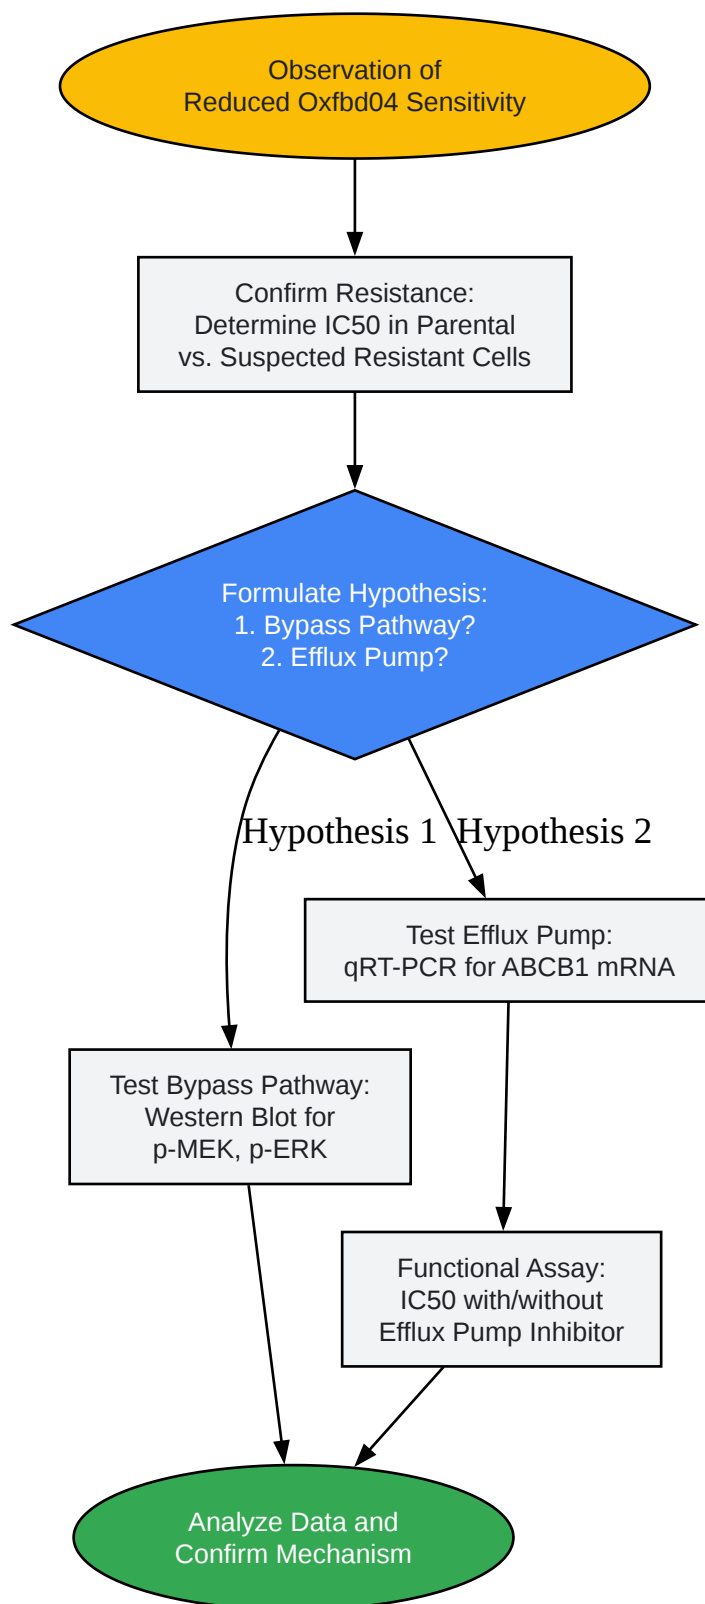 Observation of
Reduced Oxfbd04 Sensitivity
Confirm Resistance:
Determine IC50 in Parental
vs. Suspected Resistant Cells
Formulate Hypothesis:
1. Bypass Pathway?
2. Efflux Pump?
Hypothesis 1
Hypothesis 2
Test Efflux Pump:
qRT-PCR for ABCB1 mRNA
Test Bypass Pathway:
Western Blot for
p-MEK, p-ERK
Functional Assay:
IC50 with/without
Efflux Pump Inhibitor
Analyze Data and
Confirm Mechanism